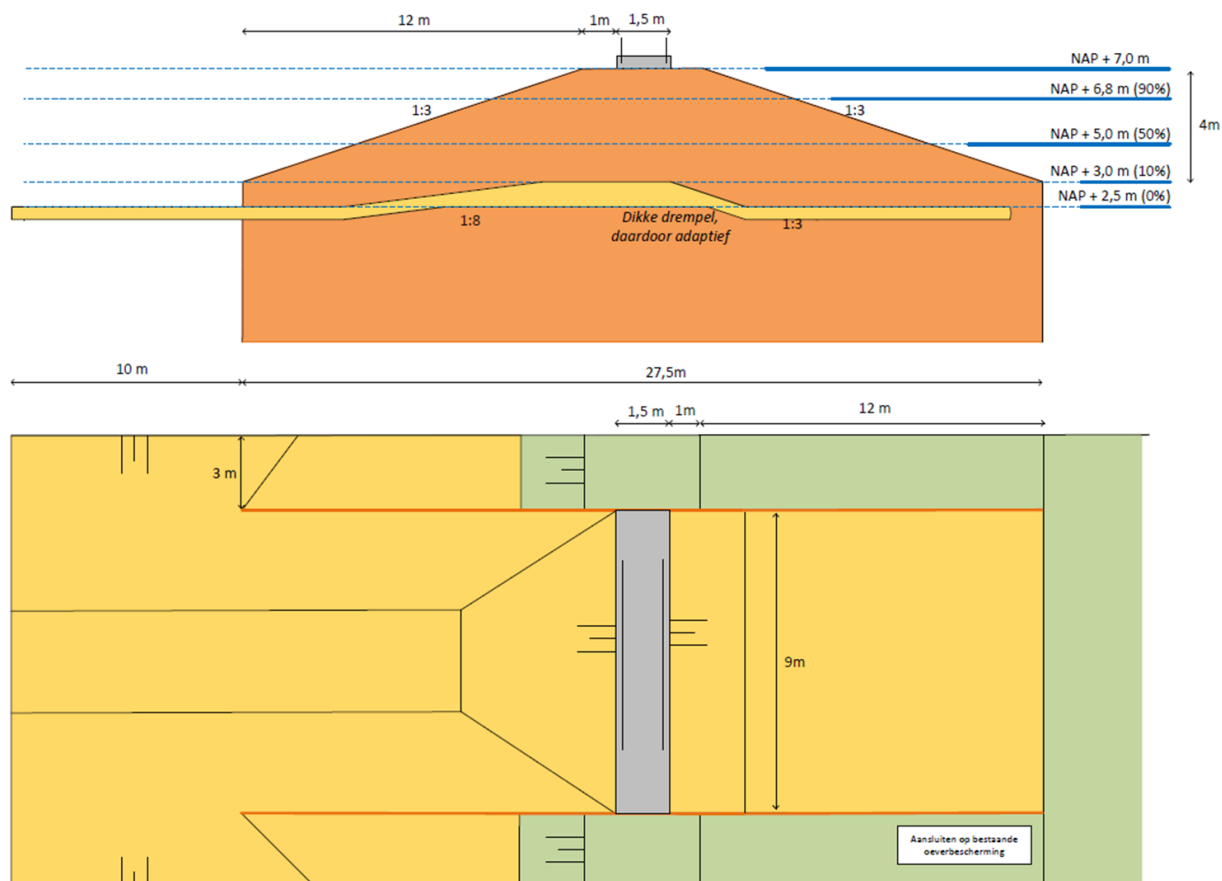 12 m
1m
1,5 m
NAP + 7,0 m
NAP + 6,8 m (90%)
1:3
1:3
4m
NAP + 5,0 m (50%)
NAP + 3,0 m (10%)
NAP + 2,5 m (0%)
1:8
Dikke drempel,
daardoor adaptief
1:3
10 m
27,5m
1,5 m
1m
12 m
3 m
9m
Aansluiten op bestaande
oeverbescherming